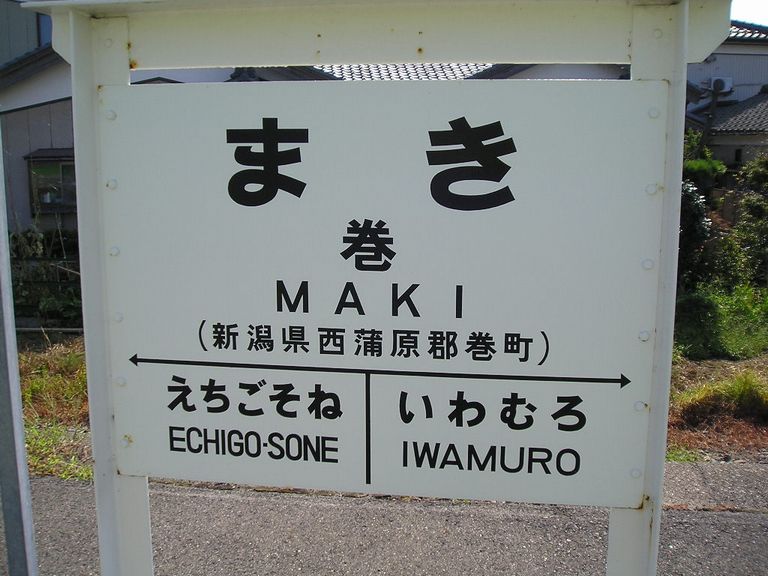 まき
巻
MAKI
(新潟県西蒲原郡巻町)
えちごそね いわむろ
ECHIGO-SONE IWAMURO